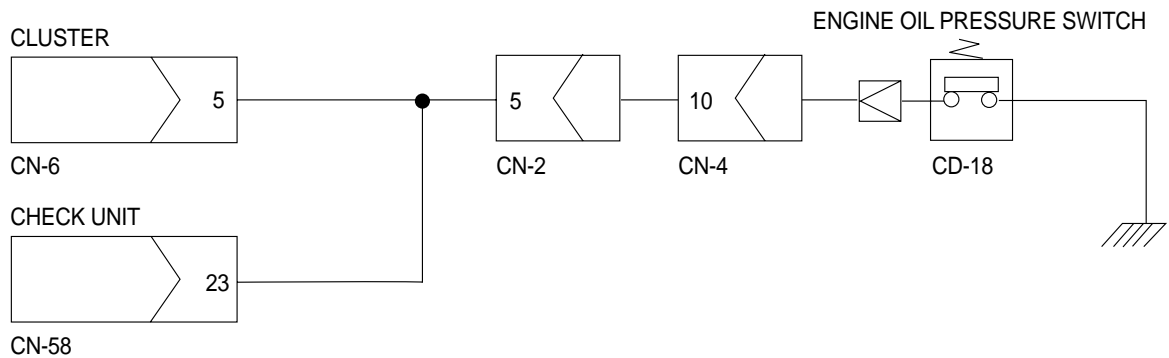 ENGINE OIL PRESSURE SWITCH
CLUSTER
5
5
10
CN-6
CN-2
CN-4
CD-18
CHECK UNIT
23
CN-58